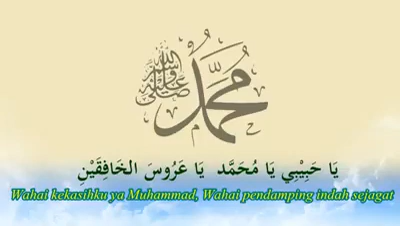 محمد صلى الله عليه وسلم
يَا حَبِيْبِي يَا مُحَمَّد يَا عَرُوسَ الخَافِقَيْنِ
Wahai kekasihku ya Muhammad, Wahai pendamping indah sejagat